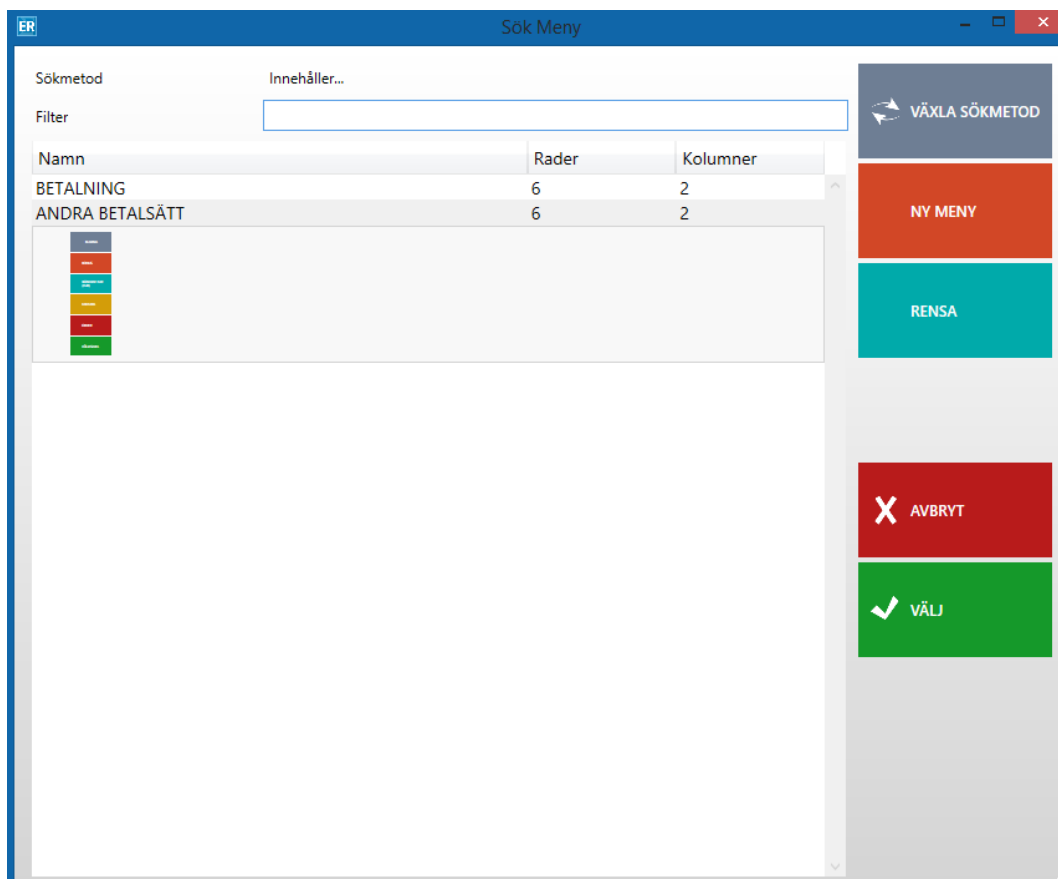 ER
Sök Meny
Sökmetod Innehåller...
Filter
VÄXLA SÖKMETOD
Namn Rader Kolumner
BETALNING 6 2
ANDRA BETALSÄTT 6 2
NY MENY
RENSA
AVBRYT
VÄLJ